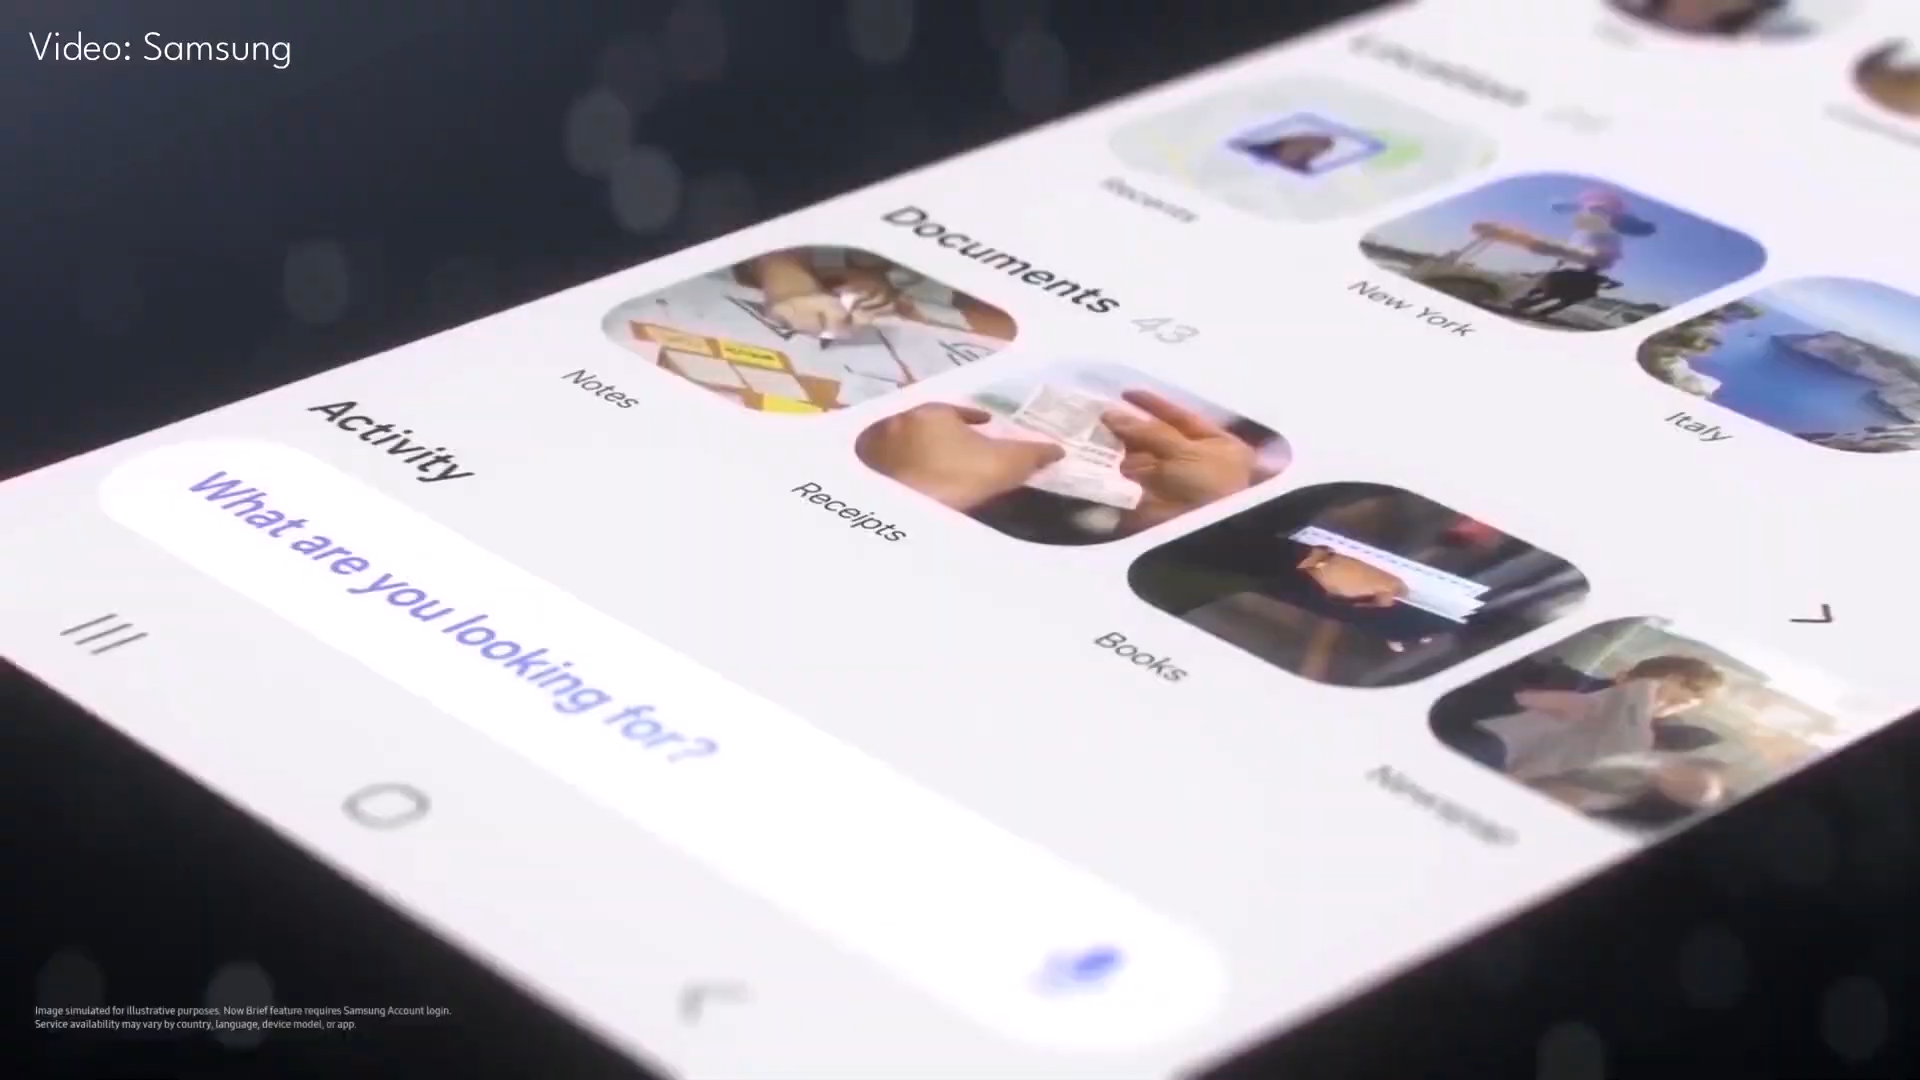 Video: Samsung
Recents
New York
Italy
Documents 43
Notes
Receipts
Books
Activity
What are you looking for?
Image simulated for illustrative purposes. Now Brief feature requires Samsung Account login.
Service availability may vary by country, language, device model, or app.